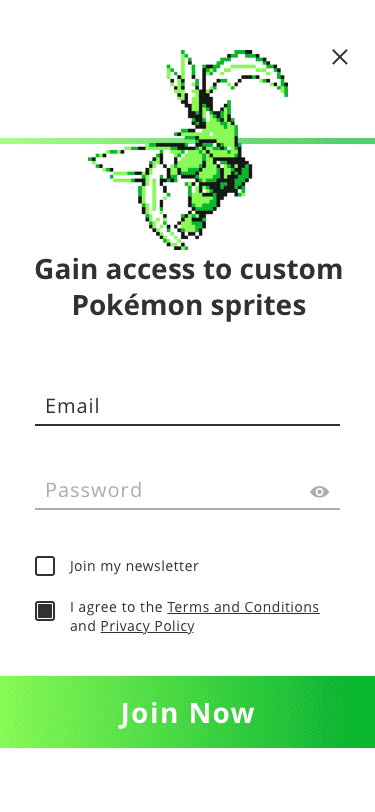 Gain access to custom
Pokémon sprites
Email
Password
Join my newsletter
I agree to the Terms and Conditions
and Privacy Policy
Join Now